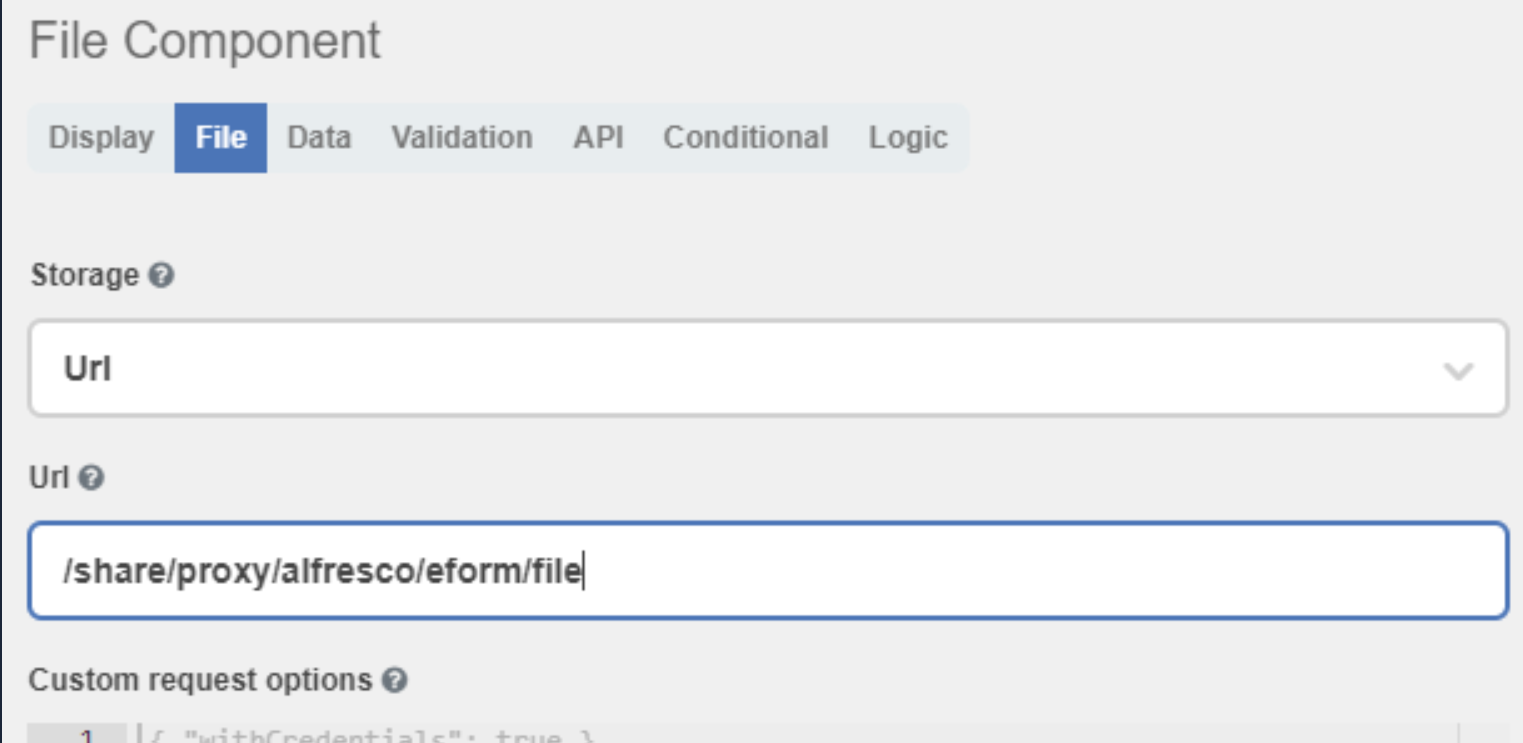 File Component
Display File Data Validation API Conditional Logic
Storage
Url
Url
/share/proxy/alfresco/eform/file
Custom request options
1 { "withCredentials": true }